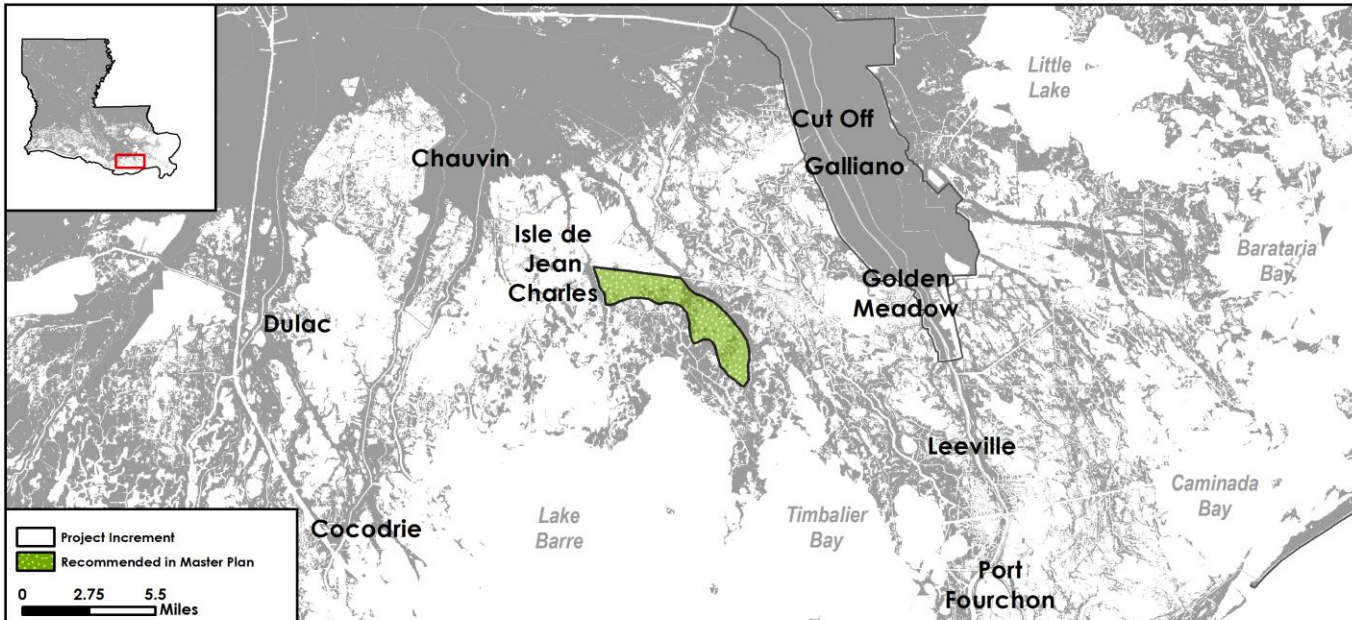 Little
Lake
Cut Off
Chauvin
Galliano
Isle de
Jean
Charles
Barataria
Bay
Golden
Meadow
Dulac
Leeville
Caminada
Bay
Lake
Barre
Timbalier
Bay
Cocodrie
Port
Fourchon
Project Increment
Recommended in Master Plan
0 2.75 5.5
Miles